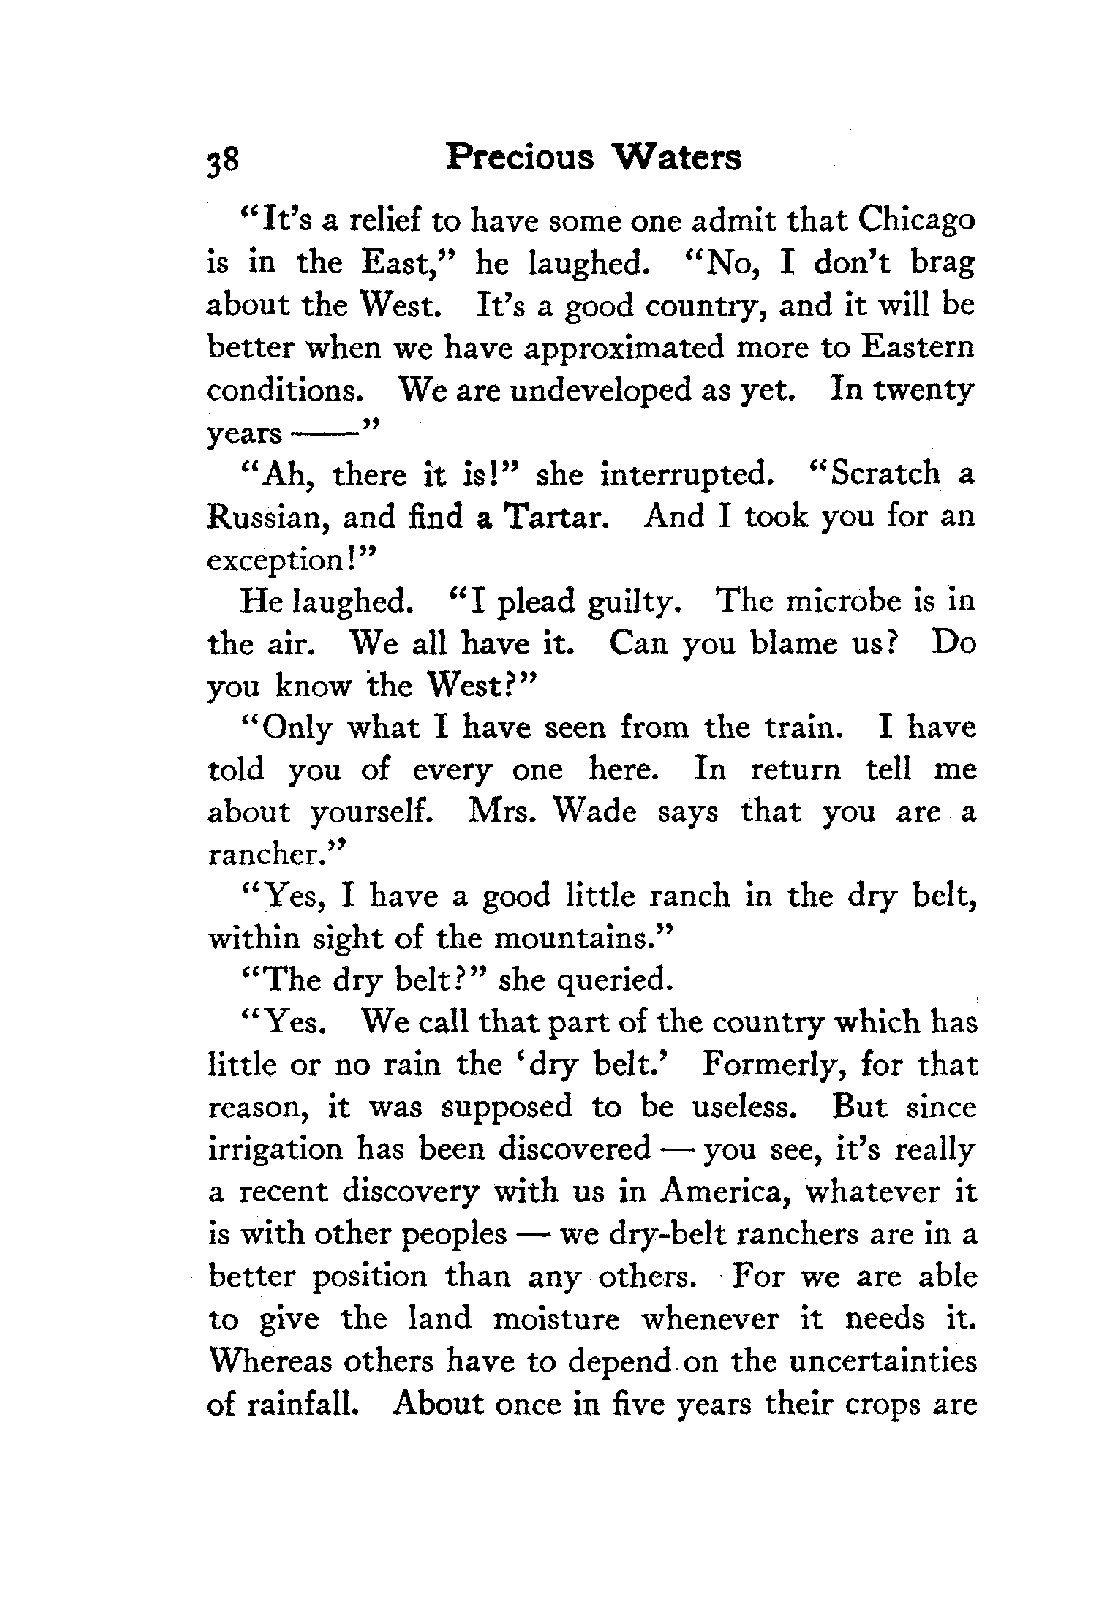 38 Precious Waters
“It’s a relief to have some one admit that Chicago
is in the East,” he laughed. “No, I don’t brag
about the West. It’s a good country, and it will be
better when we have approximated more to Eastern
conditions. We are undeveloped as yet. In twenty
years ——”
“Ah, there it is!” she interrupted. “Scratch a
Russian, and find a Tartar. And I took you for an
exception!”
He laughed. “I plead guilty. The microbe is in
the air. We all have it. Can you blame us? Do
you know the West?”
“Only what I have seen from the train. I have
told you of every one here. In return tell me
about yourself. Mrs. Wade says that you are a
rancher.”
“Yes, I have a good little ranch in the dry belt,
within sight of the mountains.”
“The dry belt?” she queried.
“Yes. We call that part of the country which has
little or no rain the ‘dry belt.’ Formerly, for that
reason, it was supposed to be useless. But since
irrigation has been discovered — you see, it’s really
a recent discovery with us in America, whatever it
is with other peoples — we dry-belt ranchers are in a
better position than any others. For we are able
to give the land moisture whenever it needs it.
Whereas others have to depend on the uncertainties
of rainfall. About once in five years their crops are